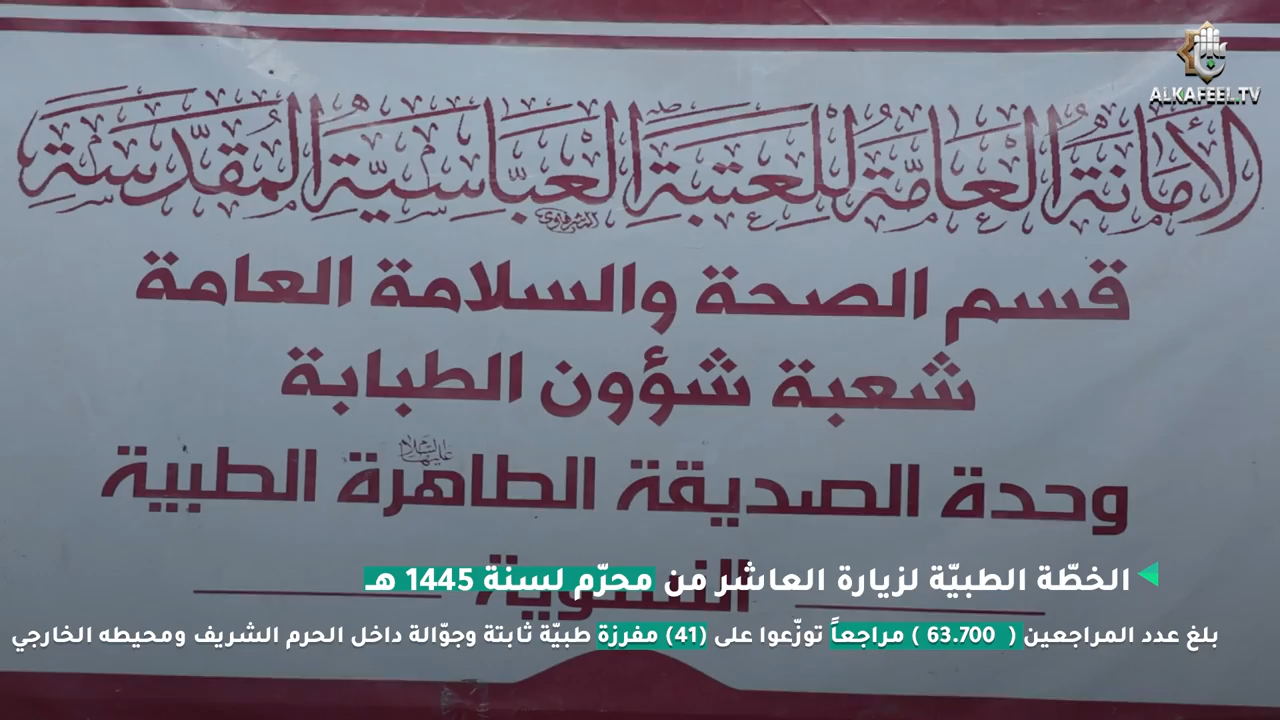 ALKAFEEL.TV
الأمانة العامة للعتبة العباسية المقدسة
قسم الصحة والسلامة العامة
شعبة شؤون الطبابة
وحدة الصديقة الطاهرة عليها السلام الطبية
النسوية
الخطّة الطبيّة لزيارة العاشر من محرّم لسنة 1445 هـ
بلغ عدد المراجعين ( 63.700 ) مراجعاً توزّعوا على (41) مفرزة طبيّة ثابتة وجوّالة داخل الحرم الشريف ومحيطه الخارجي